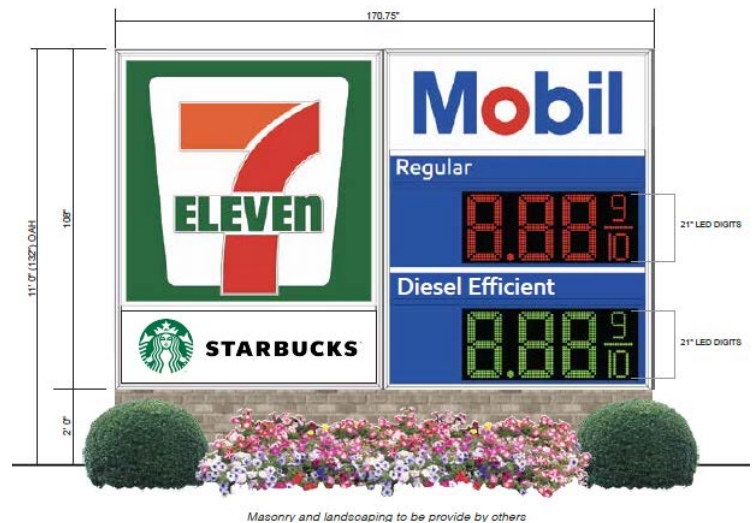 170.75"
11' 0" (132") OAH
108"
2' 0"
7
ELEVEN
STARBUCKS
Mobil
Regular
8.88 9/10
21" LED DIGITS
Diesel Efficient
8.88 9/10
21" LED DIGITS
Masonry and landscaping to be provide by others